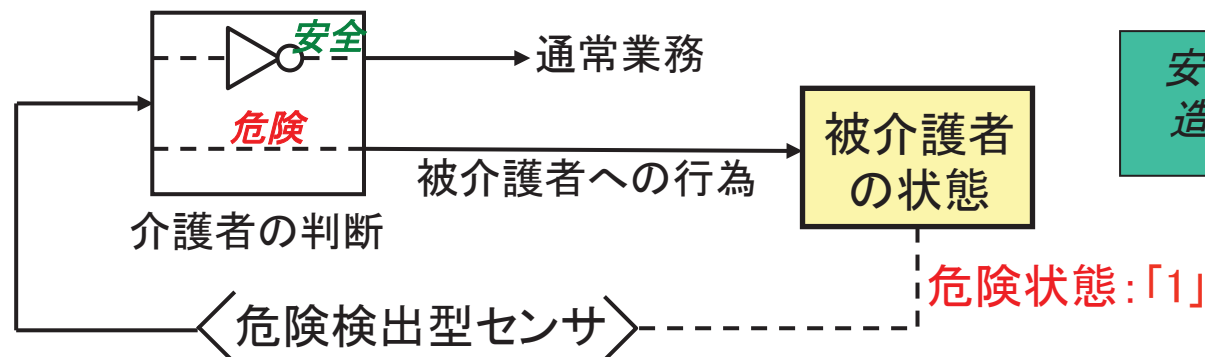 安全
通常業務
危険
被介護者への行為
介護者の判断
被介護者
の状態
安
造
危険状態:「1」
危険検出型センサ